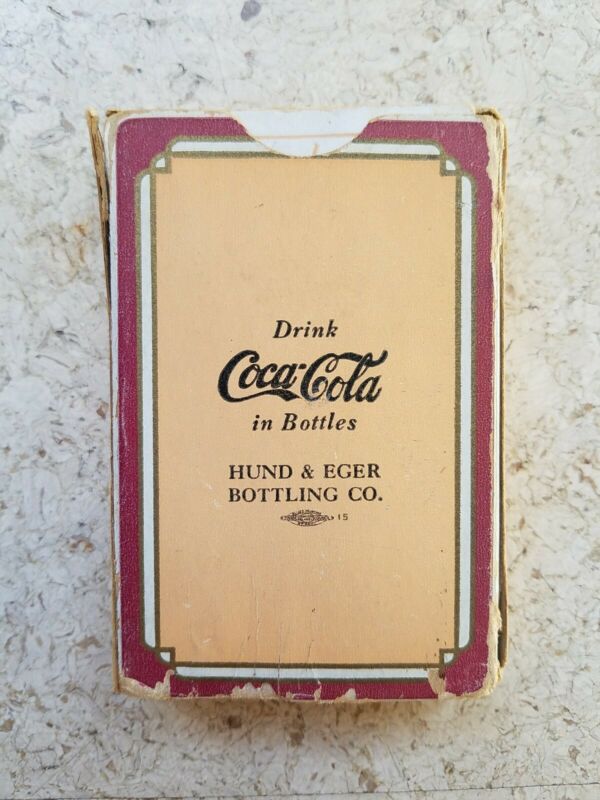 Drink
Coca-Cola
in Bottles
HUND & EGER
BOTTLING CO.
15